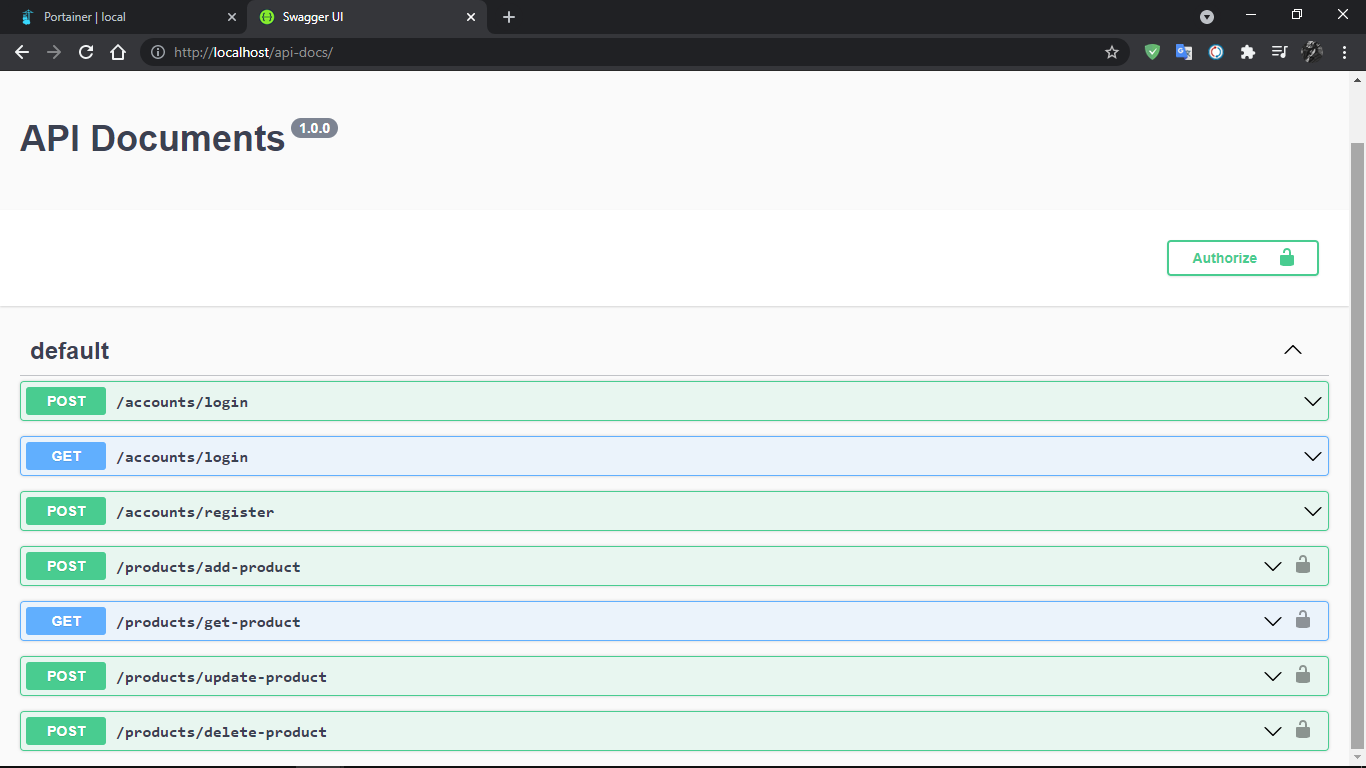 Portainer | local
Swagger UI
http://localhost/api-docs/
API Documents 1.0.0
Authorize
default
POST /accounts/login
GET /accounts/login
POST /accounts/register
POST /products/add-product
GET /products/get-product
POST /products/update-product
POST /products/delete-product